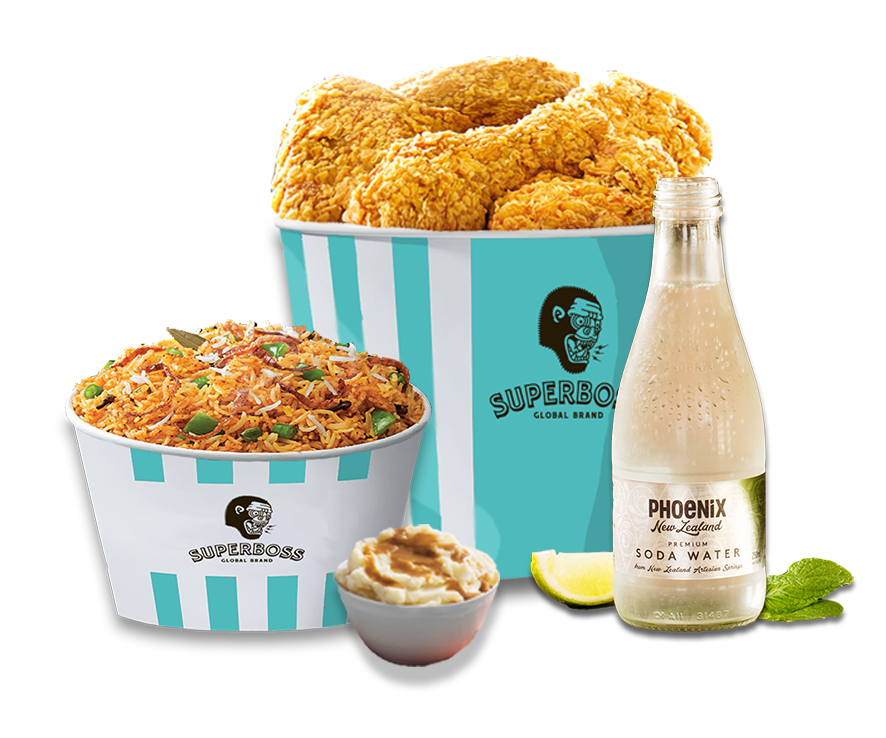 SUPERBOSS
GLOBAL BRAND
SUPERBOSS
GLOBAL BRAND
PHOENIX
New Zealand
PREMIUM
SODA WATER
from New Zealand Artesian Springs